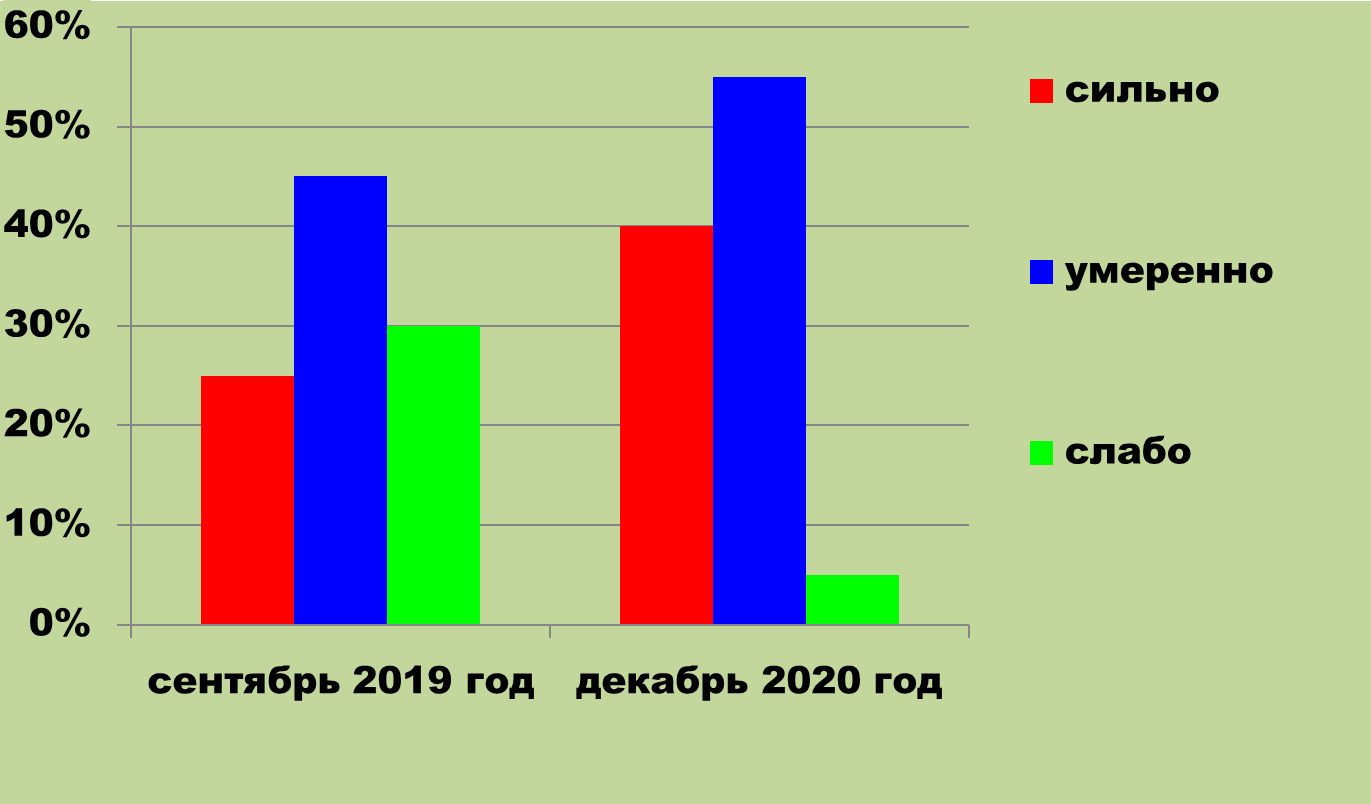 60%
50%
40%
30%
20%
10%
0%
сентябрь 2019 год
декабрь 2020 год
сильно
умеренно
слабо